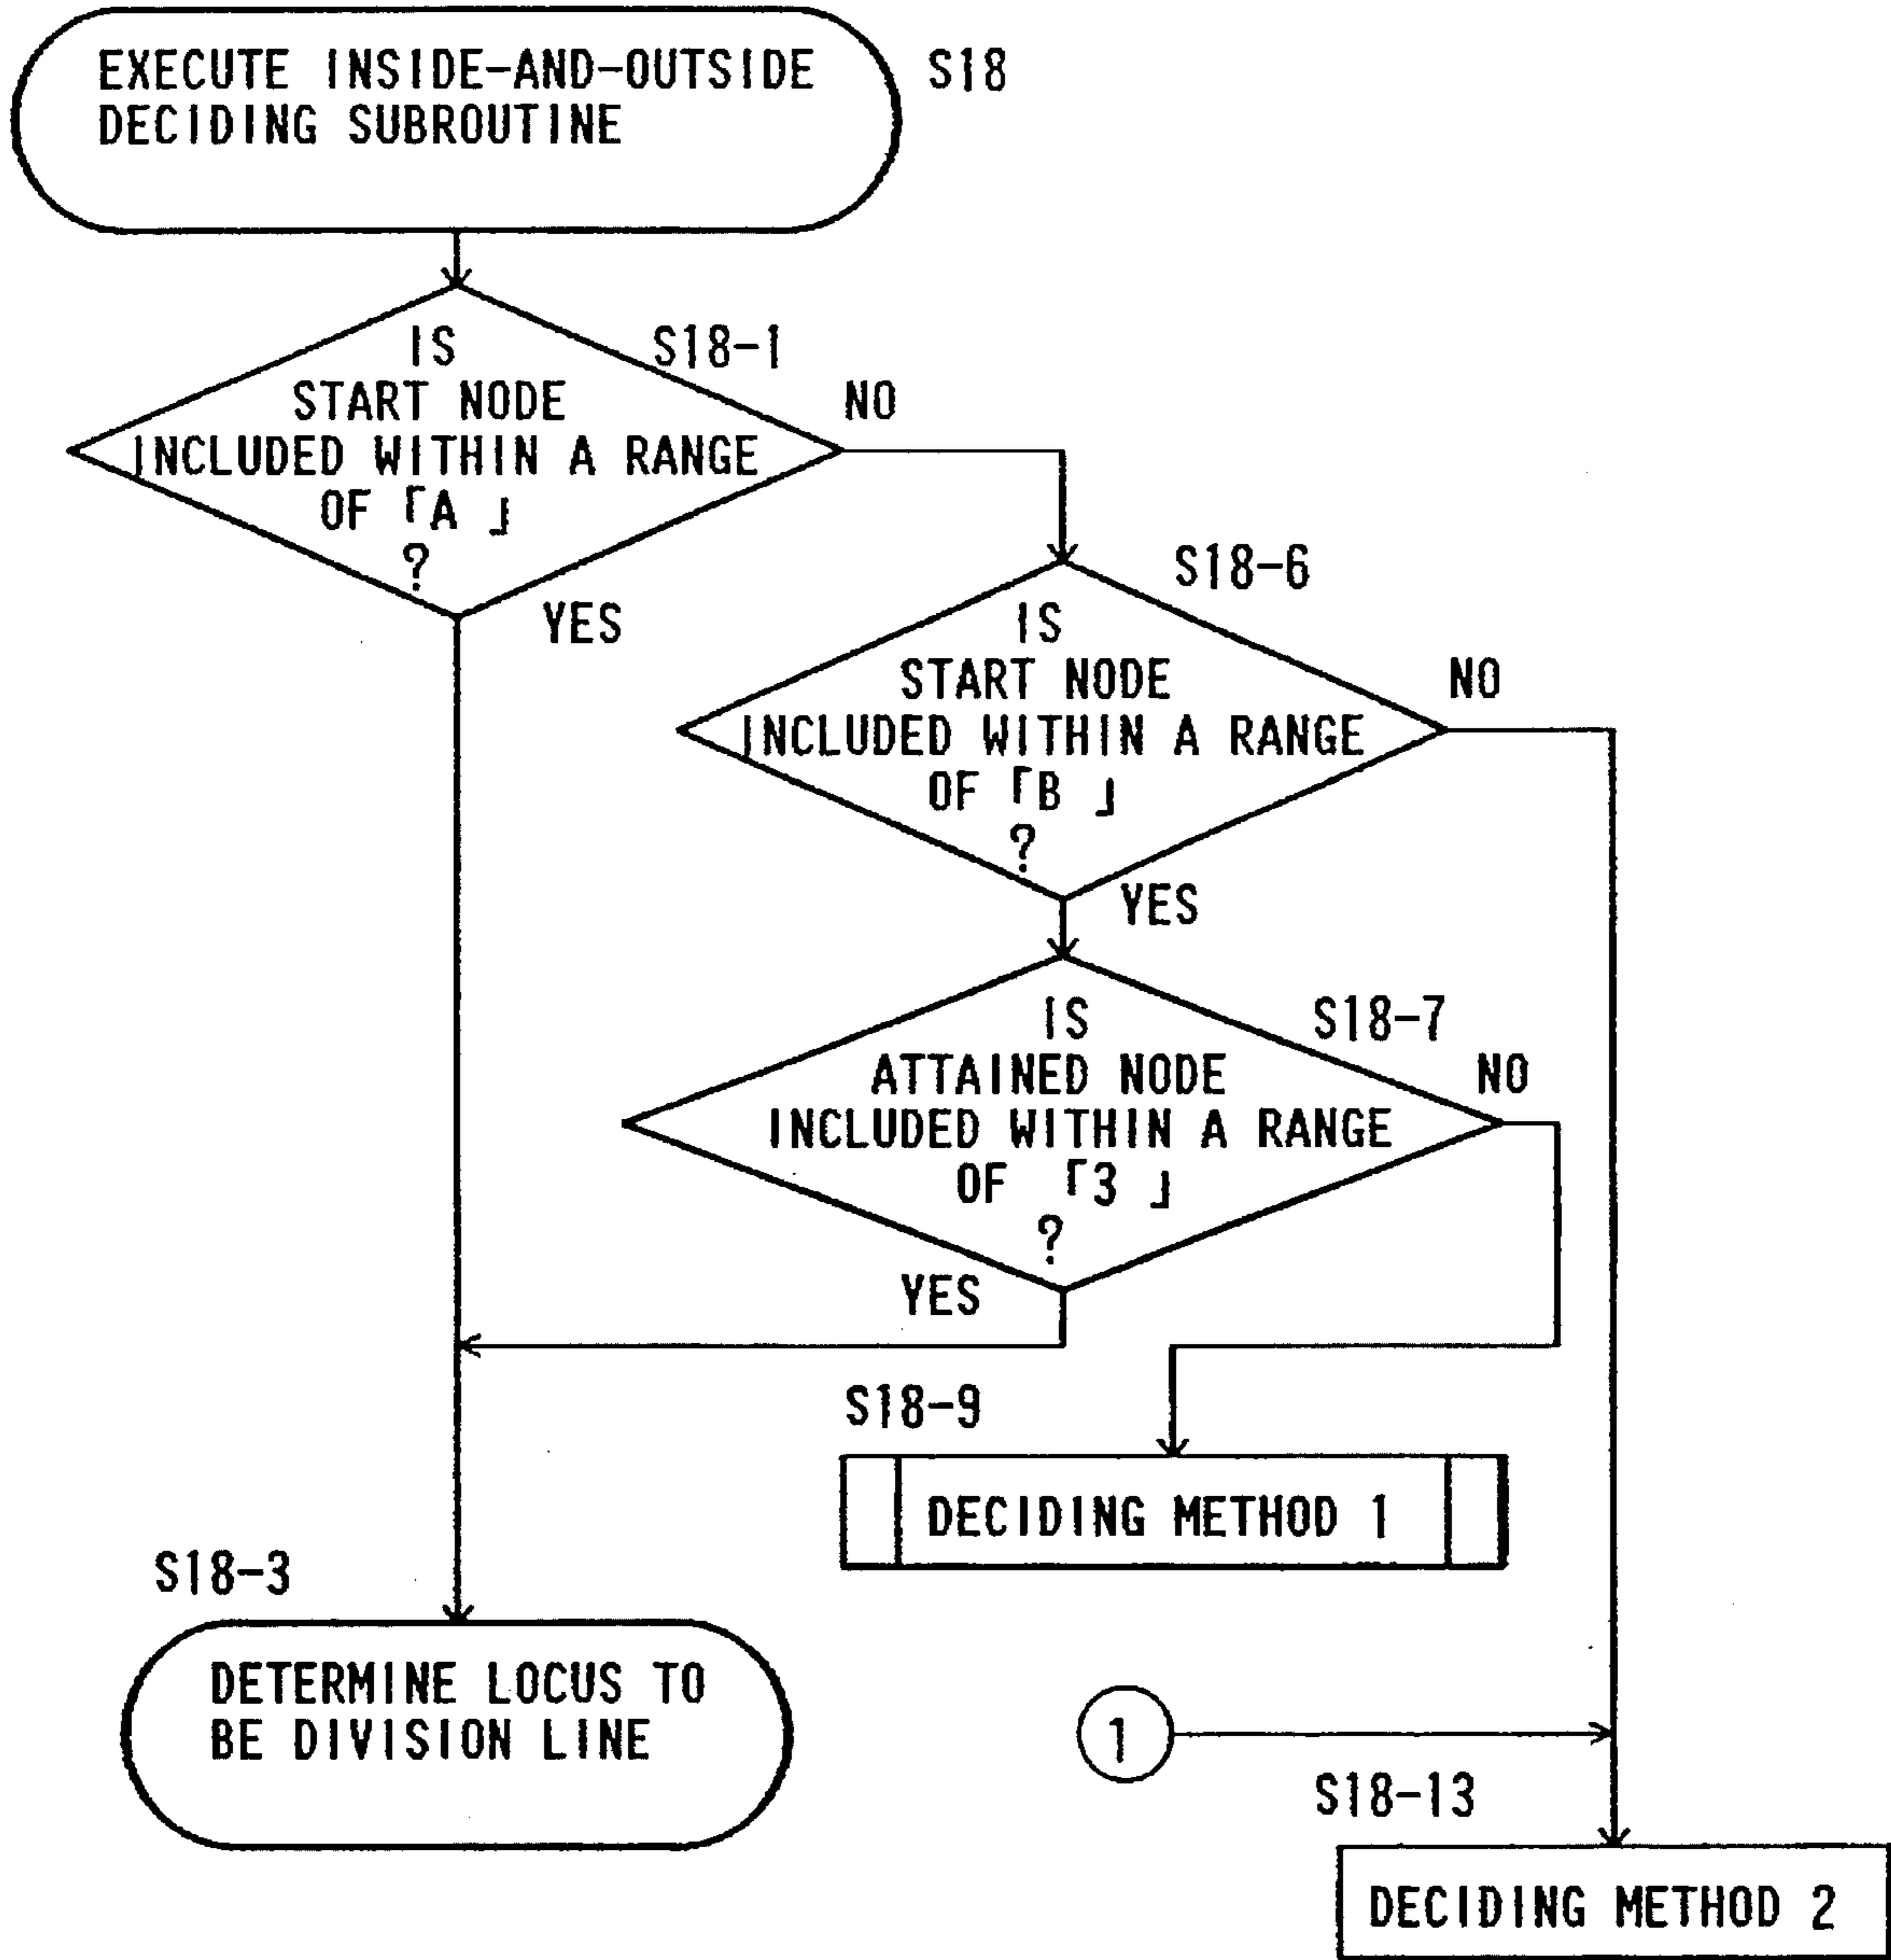 EXECUTE INSIDE-AND-OUTSIDE
DECIDING SUBROUTINE
S18
IS
START NODE
INCLUDED WITHIN A RANGE
OF 「A 」
?
S18-1
NO
YES
S18-6
IS
START NODE
INCLUDED WITHIN A RANGE
OF 「B 」
?
NO
YES
IS
ATTAINED NODE
INCLUDED WITHIN A RANGE
OF 「3 」
?
S18-7
NO
YES
S18-9
DECIDING METHOD 1
S18-3
DETERMINE LOCUS TO
BE DIVISION LINE
1
S18-13
DECIDING METHOD 2